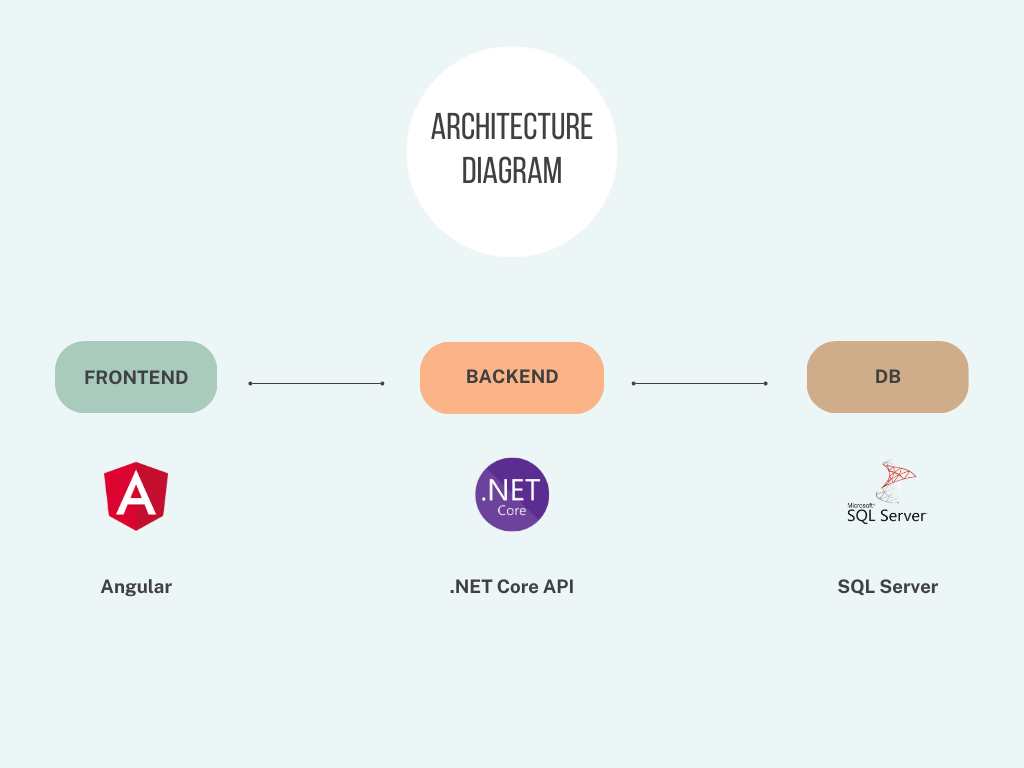 ARCHITECTURE
DIAGRAM
FRONTEND
BACKEND
DB
A
.NET
Core
Microsoft®
SQL Server
Angular
.NET Core API
SQL Server